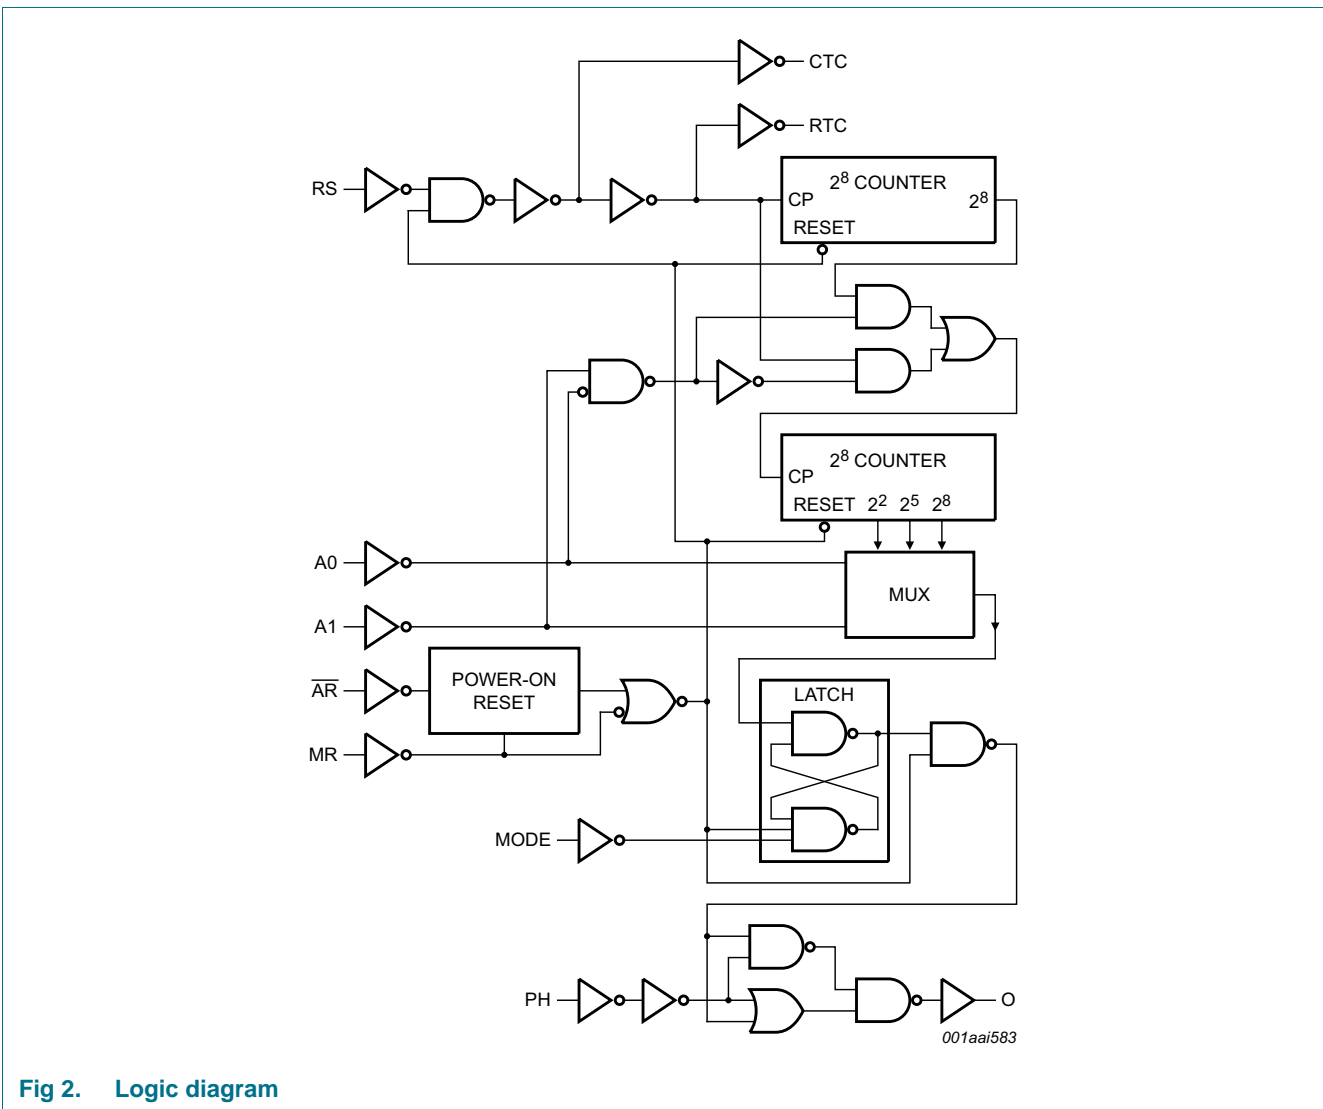 CTC
RTC
RS
2⁸ COUNTER
CP
2⁸
RESET
2⁸ COUNTER
CP
RESET 2² 2⁵ 2⁸
A0
MUX
A1
AR
POWER-ON
RESET
LATCH
MR
MODE
PH
O
001aai583
Fig 2. Logic diagram